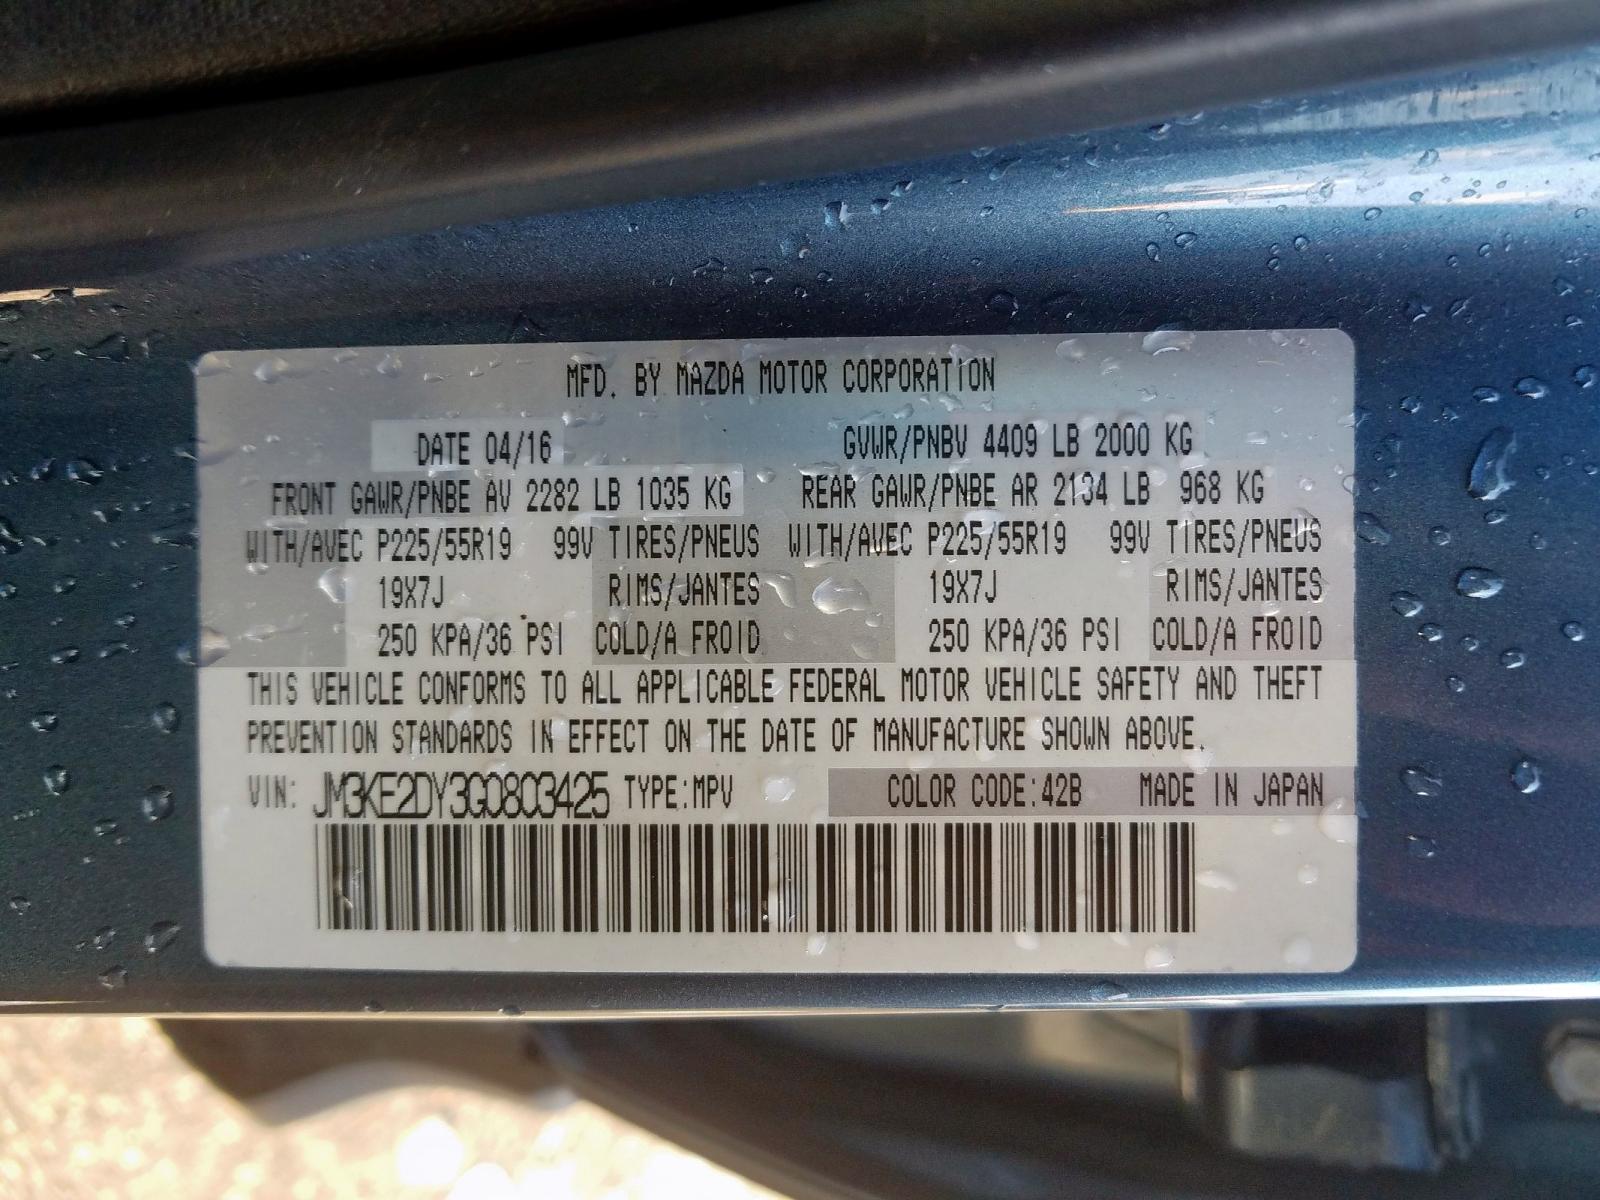 MFD. BY MAZDA MOTOR CORPORATION
DATE 04/16 GVWR/PNBV 4409 LB 2000 KG
FRONT GAWR/PNBE AV 2282 LB 1035 KG REAR GAWR/PNBE AR 2134 LB 968 KG
WITH/AVEC P225/55R19 99V TIRES/PNEUS WITH/AVEC P225/55R19 99V TIRES/PNEUS
19X7J RIMS/JANTES 19X7J RIMS/JANTES
250 KPA/36 PSI COLD/A FROID 250 KPA/36 PSI COLD/A FROID
THIS VEHICLE CONFORMS TO ALL APPLICABLE FEDERAL MOTOR VEHICLE SAFETY AND THEFT
PREVENTION STANDARDS IN EFFECT ON THE DATE OF MANUFACTURE SHOWN ABOVE.
VIN: JM3KE2DY3G0803425 TYPE:MPV COLOR CODE:42B MADE IN JAPAN